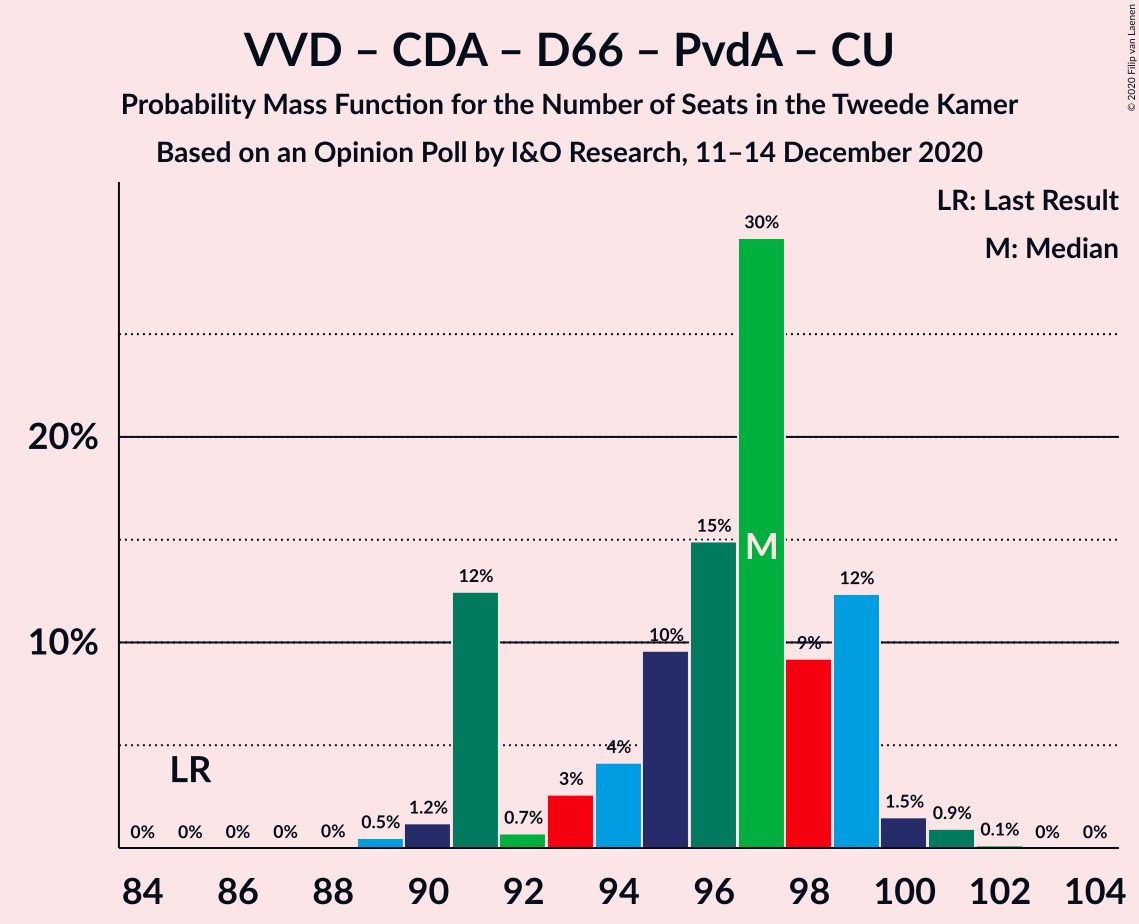 VVD – CDA – D66 – PvdA – CU
Probability Mass Function for the Number of Seats in the Tweede Kamer
Based on an Opinion Poll by I&O Research, 11–14 December 2020
© 2020 Filip van Laenen
LR: Last Result
M: Median
20%
10%
LR
M
0%
0%
0%
0%
0%
0.5%
1.2%
12%
0.7%
3%
4%
10%
15%
30%
9%
12%
1.5%
0.9%
0.1%
0%
0%
84 86 88 90 92 94 96 98 100 102 104